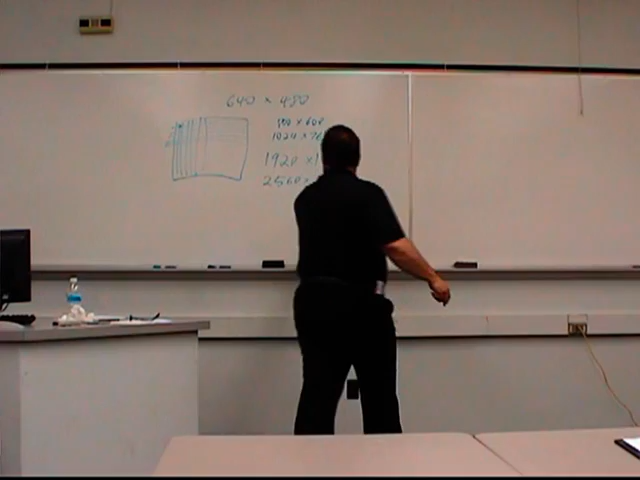 640 x 480
800 x 600
1024 x 76
1920 x 1
2560 x